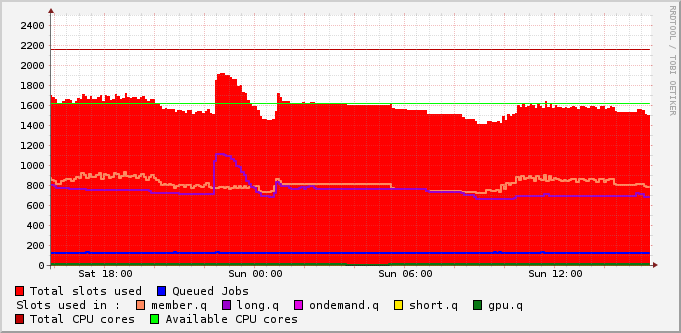 RRDTOOL / TOBI OETIKER
2400
2200
2000
1800
1600
1400
1200
1000
800
600
400
200
0
Sat 18:00 Sun 00:00 Sun 06:00 Sun 12:00
Total slots used Queued Jobs
Slots used in : member.q long.q ondemand.q short.q gpu.q
Total CPU cores Available CPU cores